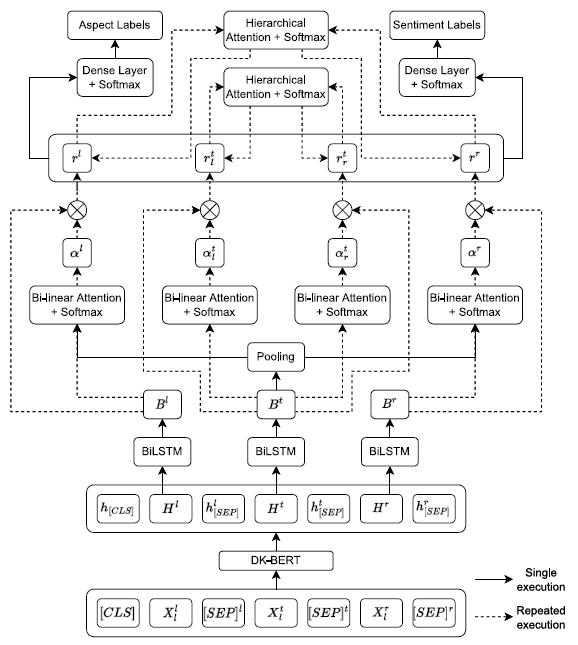 Aspect Labels
Hierarchical
Attention + Softmax
Sentiment Labels
Dense Layer
+ Softmax
Hierarchical
Attention + Softmax
Dense Layer
+ Softmax
r^l
r_l^t
r_r^t
r^r
α^l
α_l^t
α_r^t
α^r
Bi-linear Attention
+ Softmax
Bi-linear Attention
+ Softmax
Bi-linear Attention
+ Softmax
Bi-linear Attention
+ Softmax
Pooling
B^l
B^t
B^r
BiLSTM
BiLSTM
BiLSTM
h_[CLS]
H^l
h_[SEP]^l
H^t
h_[SEP]^t
H^r
h_[SEP]^r
DK-BERT
[CLS]
X_l^l
[SEP]^l
X_l^t
[SEP]^t
X_l^r
[SEP]^r
Single
execution
Repeated
execution